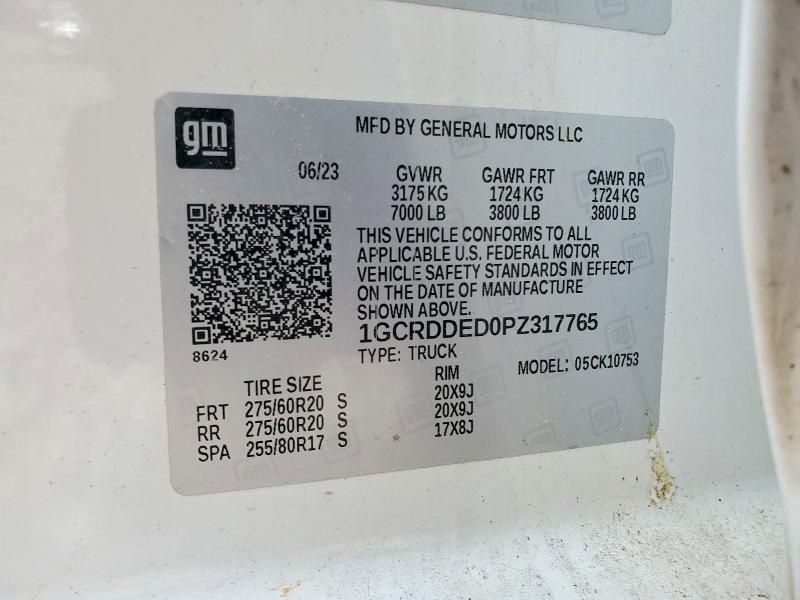 gm
MFD BY GENERAL MOTORS LLC
06/23 GVWR GAWR FRT GAWR RR
3175 KG 1724 KG 1724 KG
7000 LB 3800 LB 3800 LB
THIS VEHICLE CONFORMS TO ALL
APPLICABLE U.S. FEDERAL MOTOR
VEHICLE SAFETY STANDARDS IN EFFECT
ON THE DATE OF MANUFACTURE
SHOWN ABOVE.
1GCRDDED0PZ317765
8624
TYPE: TRUCK MODEL: 05CK10753
TIRE SIZE RIM
FRT 275/60R20 S 20X9J
RR 275/60R20 S 20X9J
SPA 255/80R17 S 17X8J